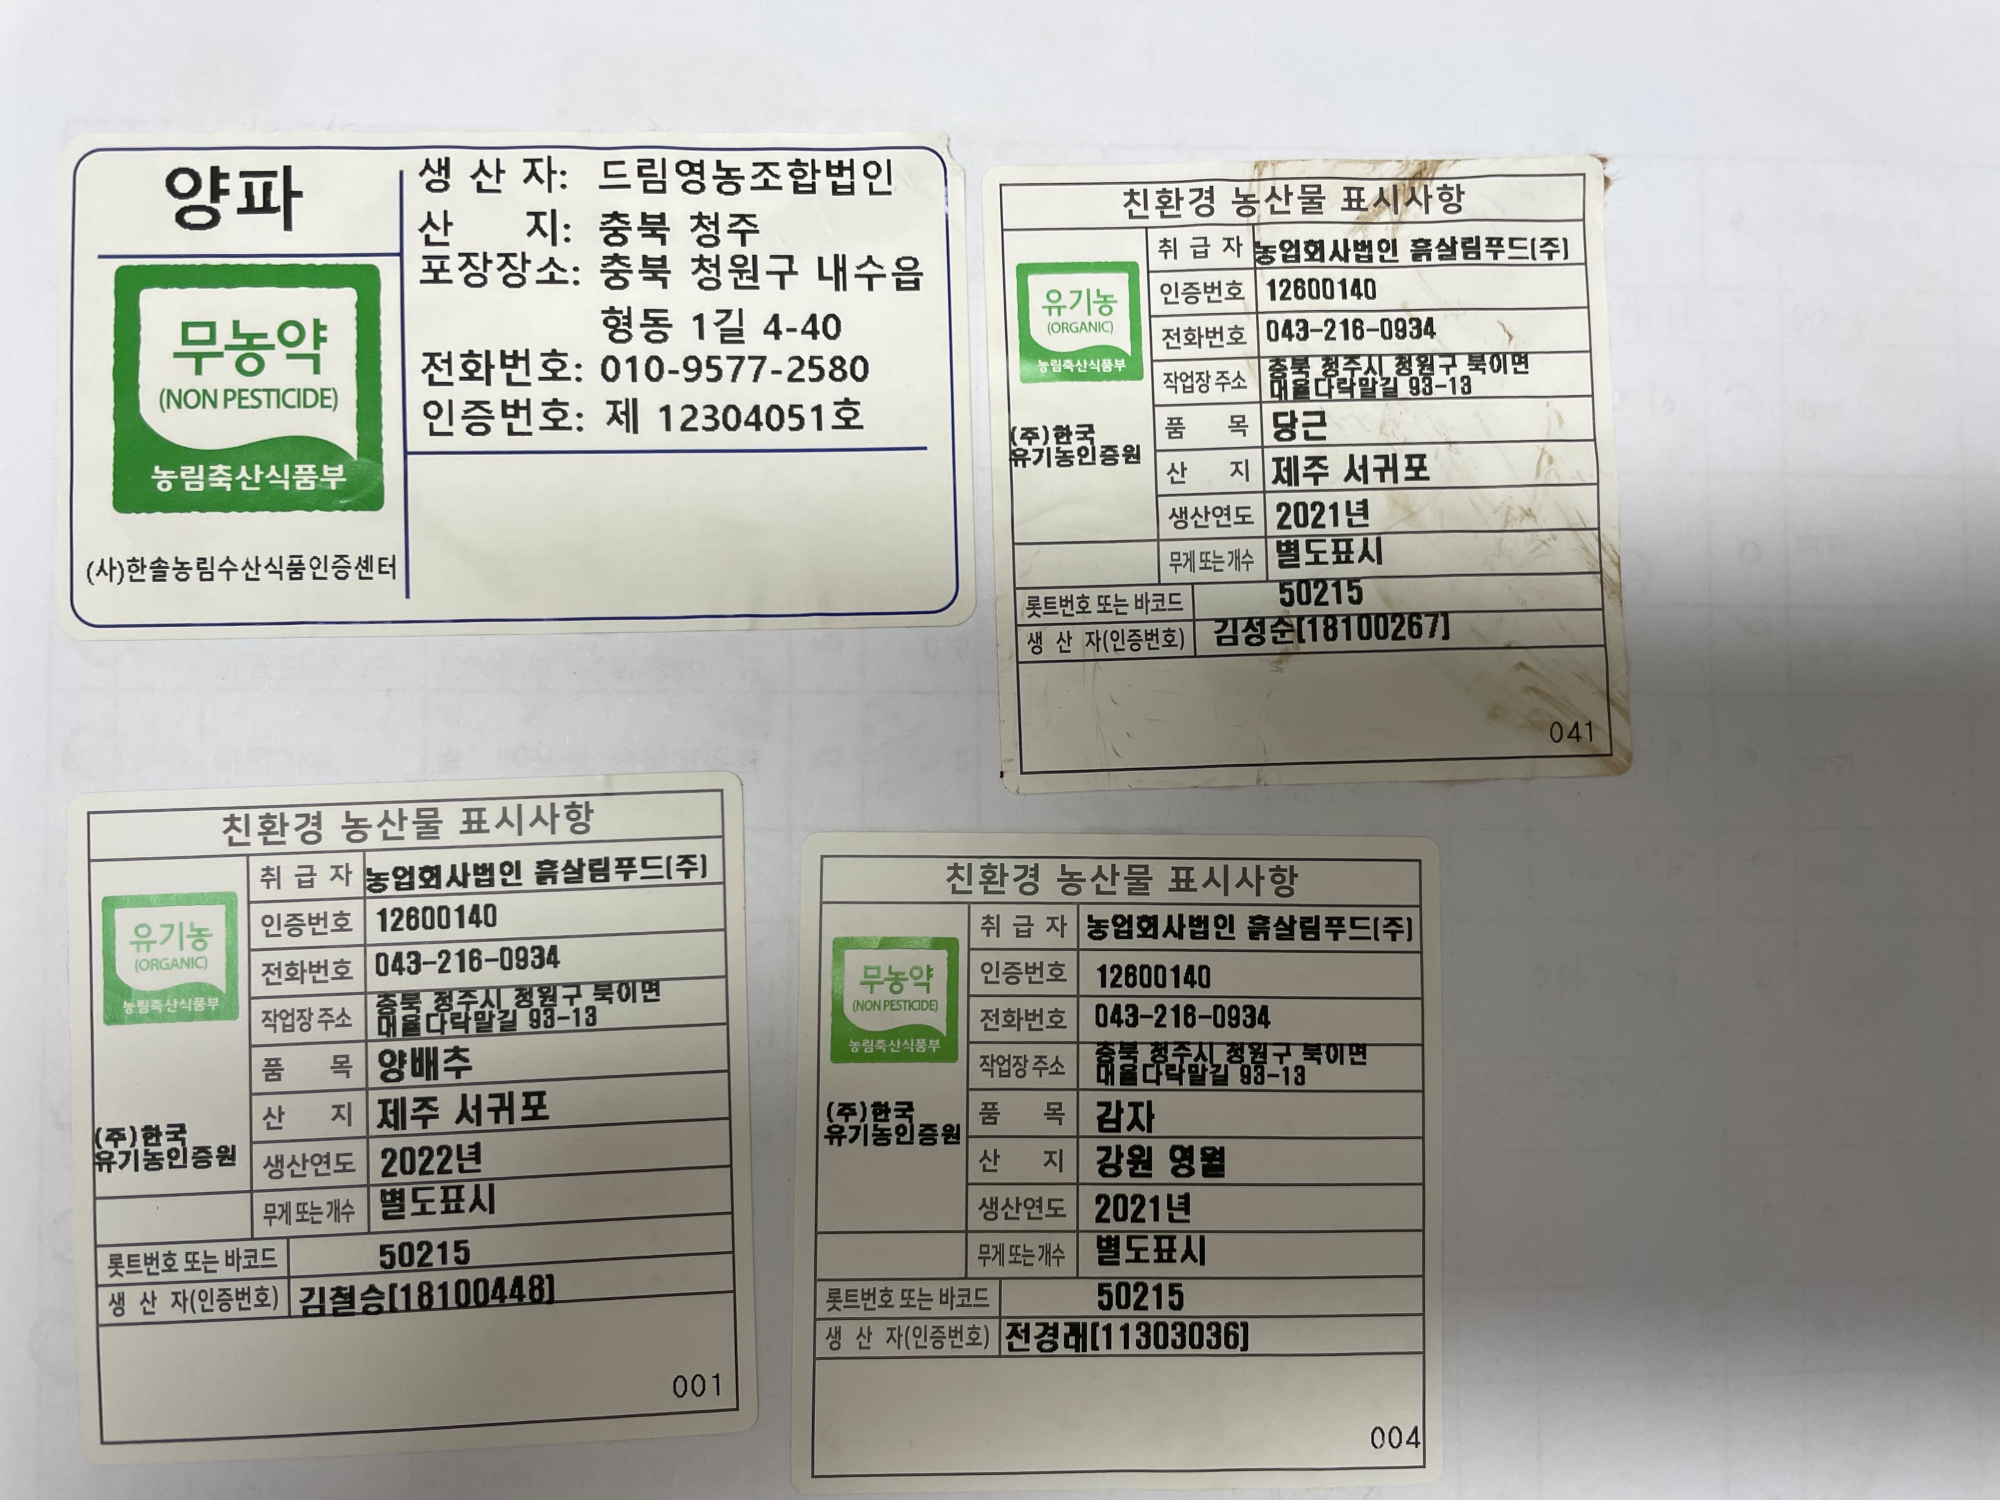 양파
무농약
(NON PESTICIDE)
농림축산식품부
(사)한솔농림수산식품인증센터
생 산 자: 드림영농조합법인
산 지: 충북 청주
포장장소: 충북 청원구 내수읍
형동 1길 4-40
전화번호: 010-9577-2580
인증번호: 제 12304051호
친환경 농산물 표시사항
유기농
(ORGANIC)
농림축산식품부
(주)한국
유기농인증원
취 급 자 농업회사법인 흙살림푸드(주)
인증번호 12600140
전화번호 043-216-0934
작업장 주소 충북 청주시 청원구 북이면
대율다락말길 93-13
품 목 당근
산 지 제주 서귀포
생산연도 2021년
무게 또는 개수 별도표시
롯트번호 또는 바코드 50215
생 산 자(인증번호) 김성순[18100267]
041
친환경 농산물 표시사항
유기농
(ORGANIC)
농림축산식품부
(주)한국
유기농인증원
취 급 자 농업회사법인 흙살림푸드(주)
인증번호 12600140
전화번호 043-216-0934
작업장 주소 충북 청주시 청원구 북이면
대율다락말길 93-13
품 목 양배추
산 지 제주 서귀포
생산연도 2022년
무게 또는 개수 별도표시
롯트번호 또는 바코드 50215
생 산 자(인증번호) 김철승[18100448]
001
친환경 농산물 표시사항
무농약
(NON PESTICIDE)
농림축산식품부
(주)한국
유기농인증원
취 급 자 농업회사법인 흙살림푸드(주)
인증번호 12600140
전화번호 043-216-0934
작업장 주소 충북 청주시 청원구 북이면
대율다락말길 93-13
품 목 감자
산 지 강원 영월
생산연도 2021년
무게 또는 개수 별도표시
롯트번호 또는 바코드 50215
생 산 자(인증번호) 전경래[11303036]
004